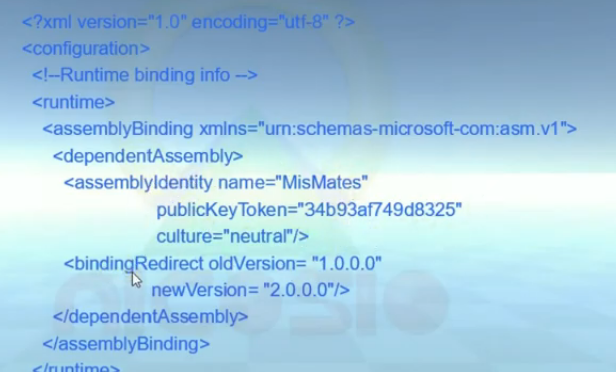 <?xml version="1.0" encoding="utf-8" ?>
<configuration>
<!--Runtime binding info -->
<runtime>
<assemblyBinding xmlns="urn:schemas-microsoft-com:asm.v1">
<dependentAssembly>
<assemblyIdentity name="MisMates"
publicKeyToken="34b93af749d8325"
culture="neutral"/>
<bindingRedirect oldVersion= "1.0.0.0"
newVersion= "2.0.0.0"/>
</dependentAssembly>
</assemblyBinding>
</runtime>